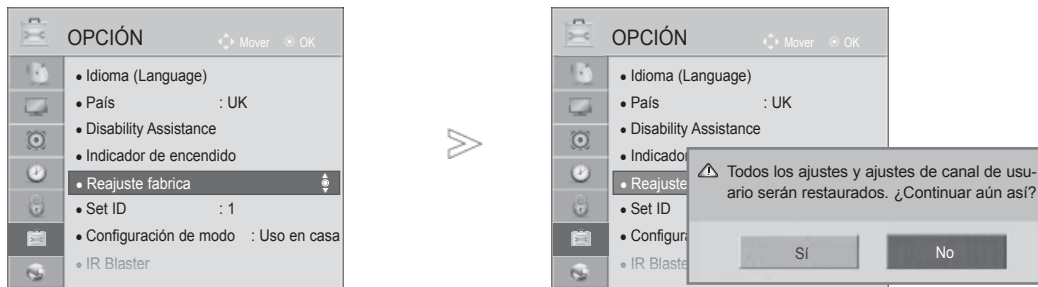 OPCIÓN
Mover OK
• Idioma (Language)
• País : UK
• Disability Assistance
• Indicador de encendido
• Reajuste fabrica
• Set ID : 1
• Configuración de modo : Uso en casa
• IR Blaster
OPCIÓN
Mover OK
• Idioma (Language)
• País : UK
• Disability Assistance
• Indicador
• Reajuste
• Set ID
• Configura
• IR Blaste
Todos los ajustes y ajustes de canal de usu-
ario serán restaurados. ¿Continuar aún así?
Sí No